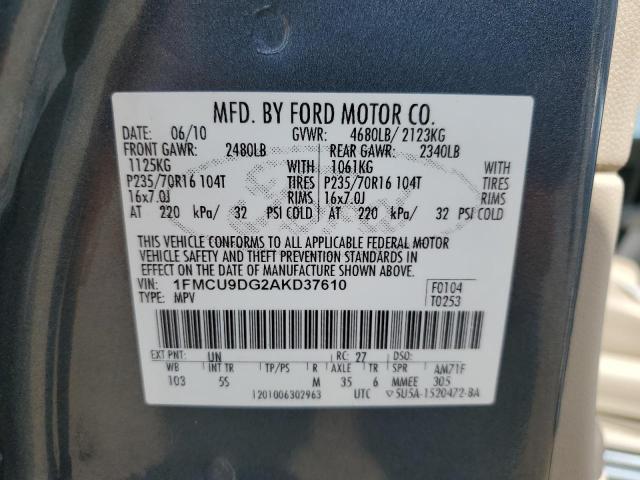 MFD. BY FORD MOTOR CO.
DATE: 06/10 GVWR: 4680LB/ 2123KG
FRONT GAWR: 2480LB REAR GAWR: 2340LB
1125KG WITH 1061KG WITH
P235/70R16 104T TIRES P235/70R16 104T TIRES
16x7.0J RIMS 16x7.0J RIMS
AT 220 kPa/ 32 PSI COLD AT 220 kPa/ 32 PSI COLD
THIS VEHICLE CONFORMS TO ALL APPLICABLE FEDERAL MOTOR
VEHICLE SAFETY AND THEFT PREVENTION STANDARDS IN
EFFECT ON THE DATE OF MANUFACTURE SHOWN ABOVE.
VIN: 1FMCU9DG2AKD37610 F0104
TYPE: MPV T0253
EXT PNT: UN RC: 27 DSO:
WB INT TR TP/PS R AXLE TR SPR AM71F
103 5S M 35 6 MMEE 305
1201006302963 UTC ▽5U5A-1520472-BA